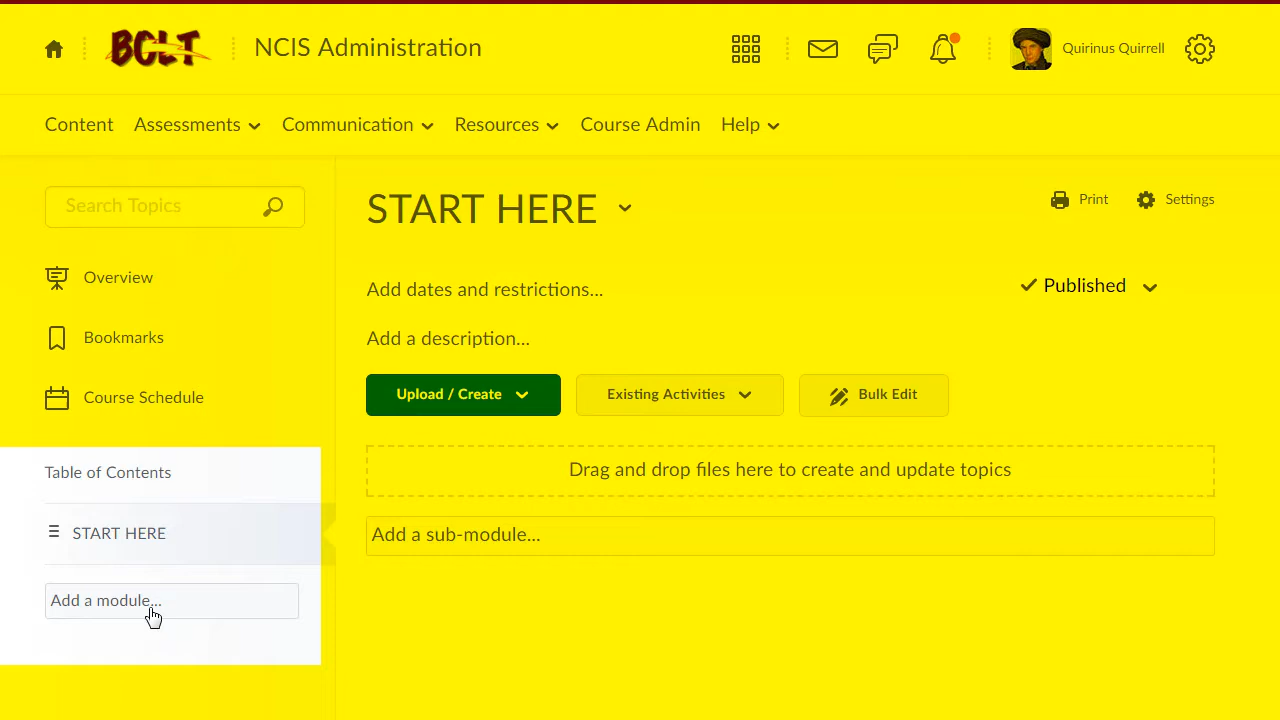 BOLT
NCIS Administration
Quirinus Quirrell
Content
Assessments
Communication
Resources
Course Admin
Help
Search Topics
Overview
Bookmarks
Course Schedule
Table of Contents
START HERE
Add a module...
START HERE
Print
Settings
Add dates and restrictions...
Published
Add a description...
Upload / Create
Existing Activities
Bulk Edit
Drag and drop files here to create and update topics
Add a sub-module...